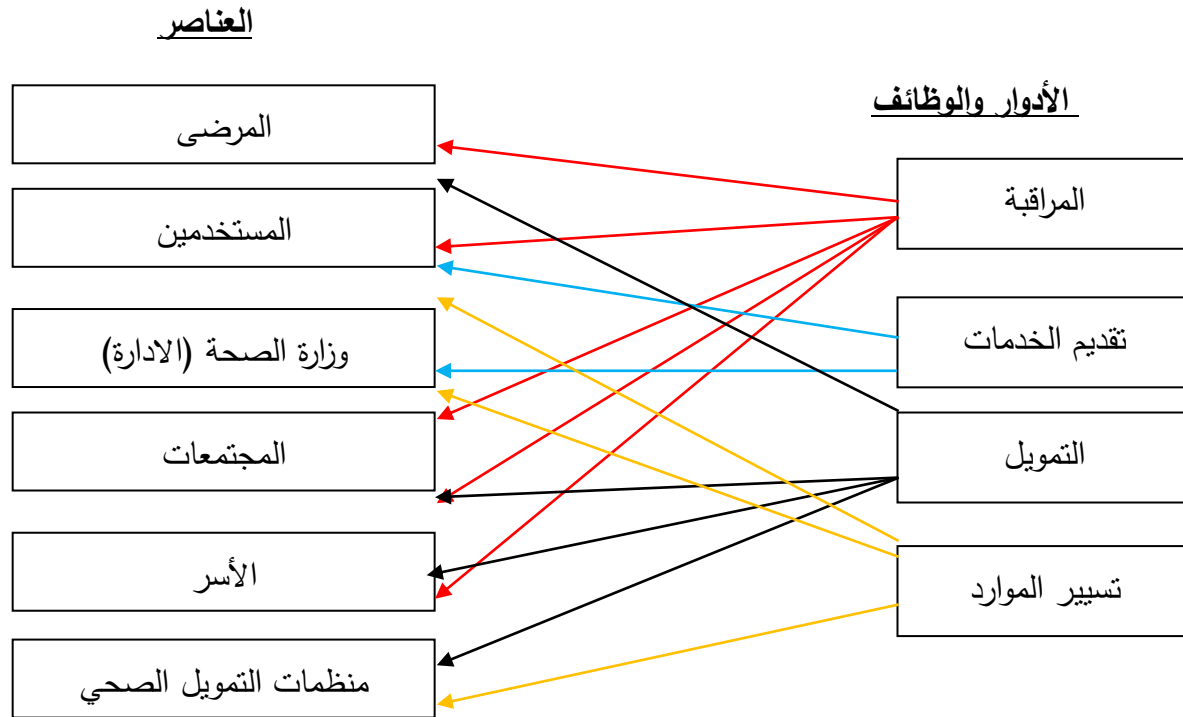 العناصر
الأدوار والوظائف
المرضى
المراقبة
المستخدمين
تقديم الخدمات
وزارة الصحة (الادارة)
التمويل
المجتمعات
الأسر
تسيير الموارد
منظمات التمويل الصحي